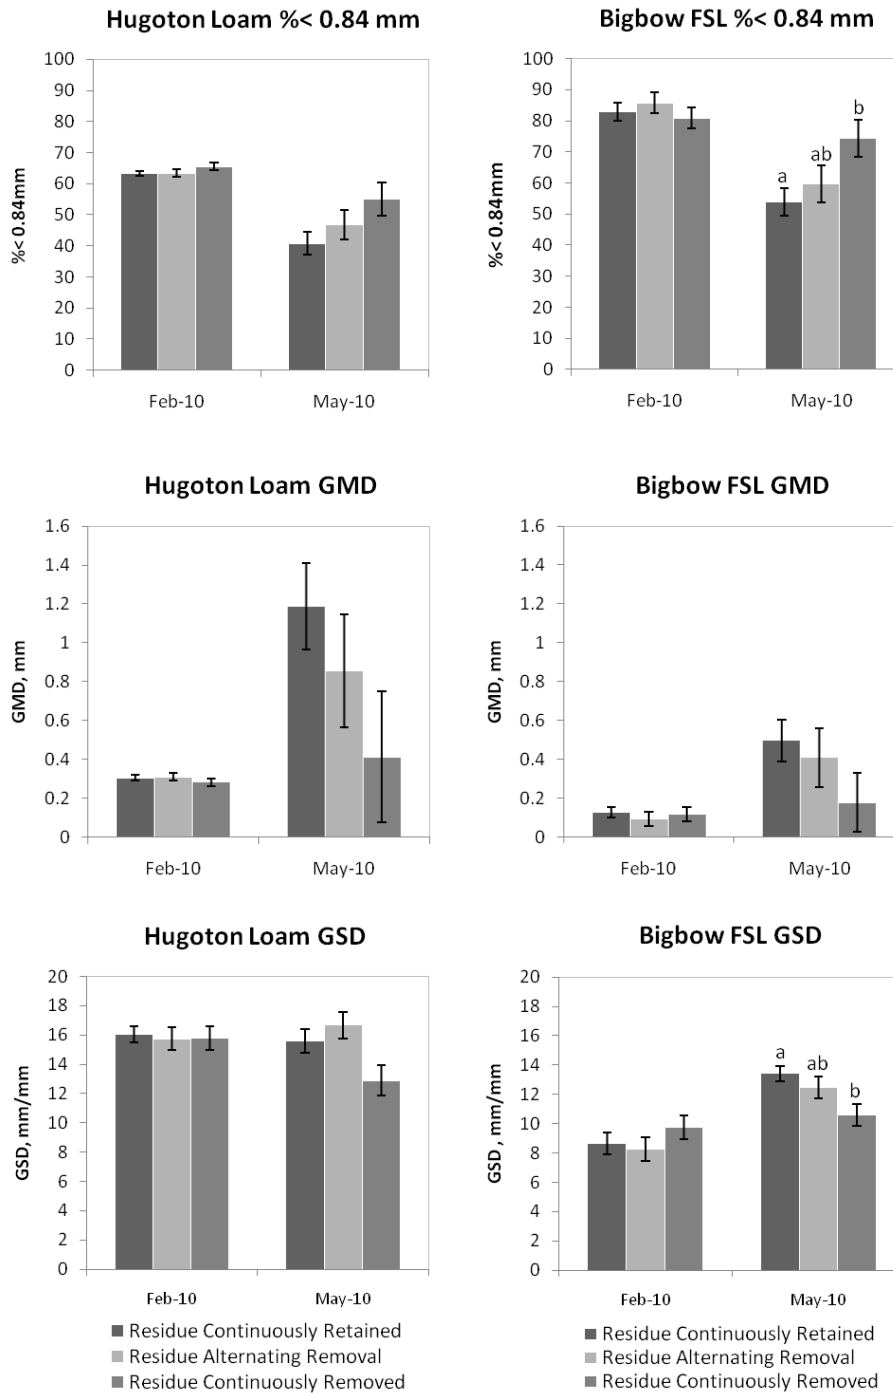 Hugoton Loam %< 0.84 mm
100
90
80
70
60
50
40
30
20
10
0
%< 0.84mm
Feb-10 May-10
Bigbow FSL %< 0.84 mm
100
90
80
70
60
50
40
30
20
10
0
%< 0.84mm
a ab b
Feb-10 May-10
Hugoton Loam GMD
1.6
1.4
1.2
1
0.8
0.6
0.4
0.2
0
GMD, mm
Feb-10 May-10
Bigbow FSL GMD
1.6
1.4
1.2
1
0.8
0.6
0.4
0.2
0
GMD, mm
Feb-10 May-10
Hugoton Loam GSD
20
18
16
14
12
10
8
6
4
2
0
GSD, mm/mm
Feb-10 May-10
Residue Continuously Retained
Residue Alternating Removal
Residue Continuously Removed
Bigbow FSL GSD
20
18
16
14
12
10
8
6
4
2
0
GSD , mm/mm
a ab b
Feb-10 May-10
Residue Continuously Retained
Residue Alternating Removal
Residue Continuously Removed